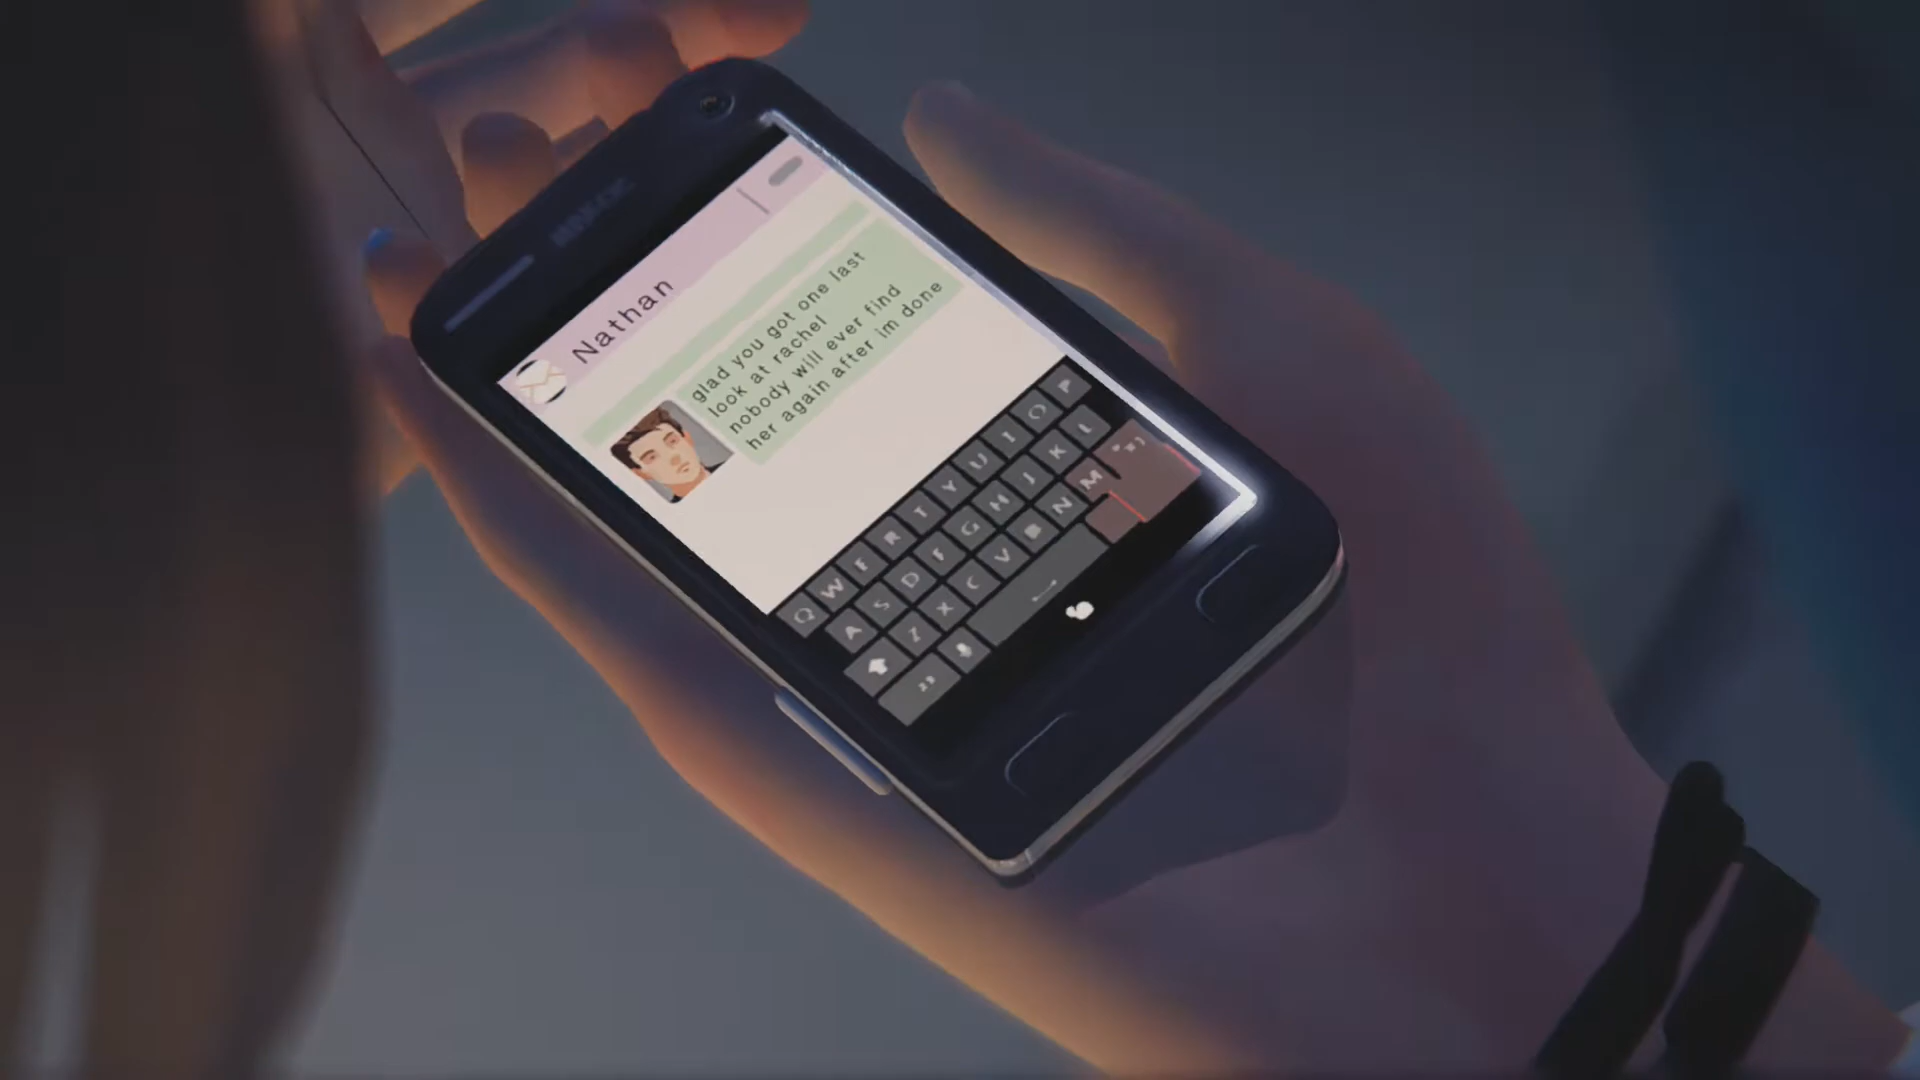 Nathan
glad you got one last
look at rachel
nobody will ever find
her again after im done
Q W E R T Y U I O P
A S D F G H J K L
Z X C V N M